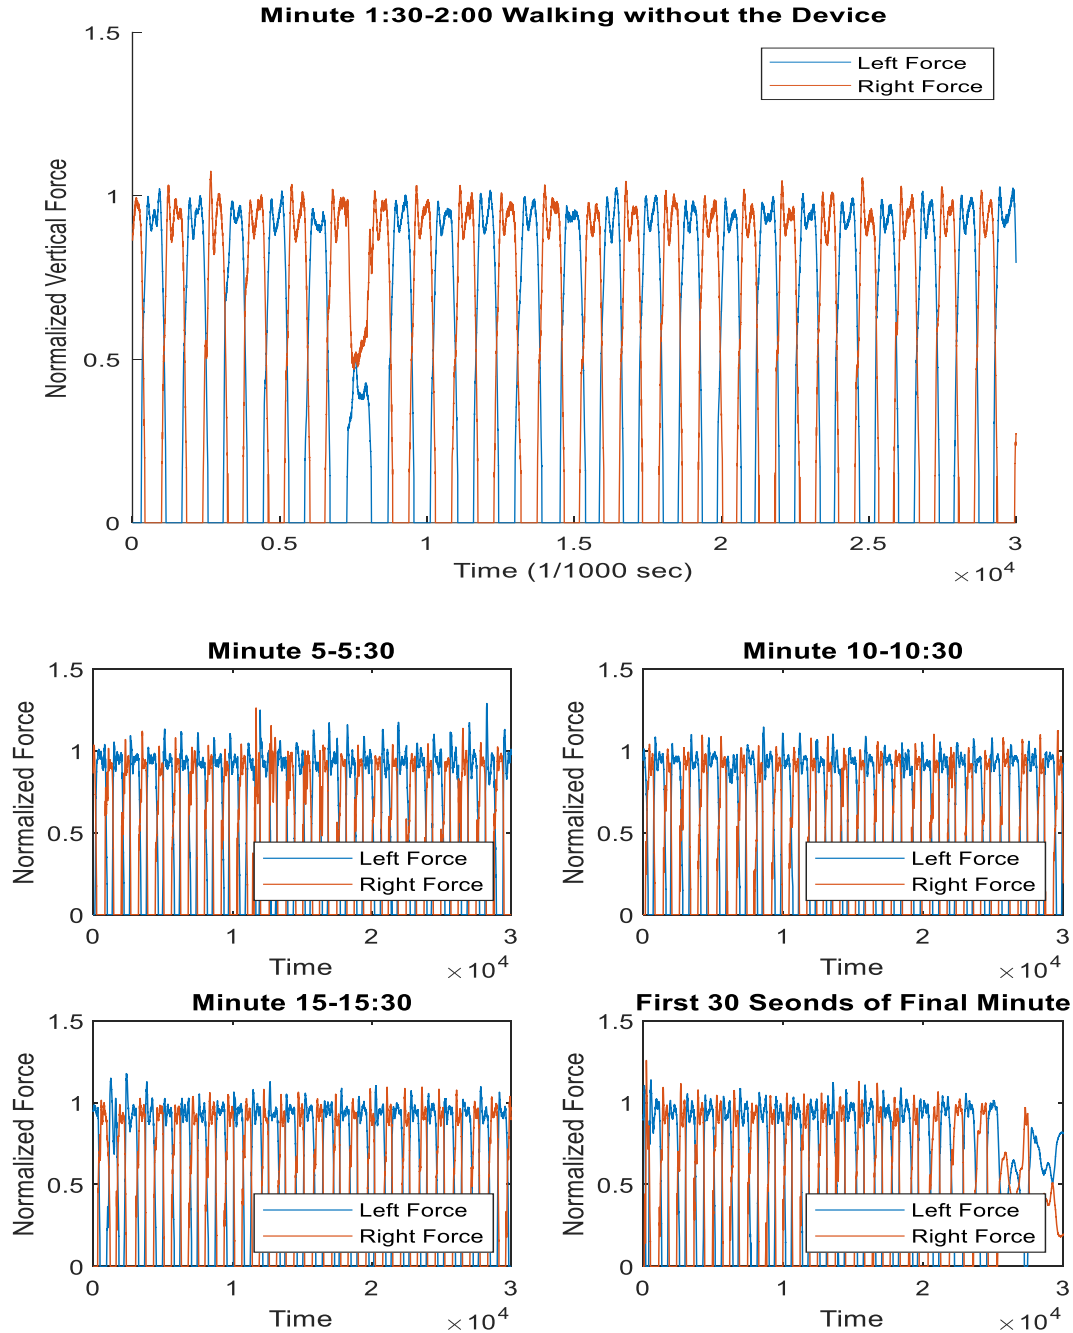 Minute 1:30-2:00 Walking without the Device
1.5
Left Force
Right Force
1
Normalized Vertical Force
0.5
0
0 0.5 1 1.5 2 2.5 3
Time (1/1000 sec)
×10^4
Minute 5-5:30
1.5
1
Normalized Force
0.5
Left Force
Right Force
0
0 1 2 3
Time
×10^4
Minute 10-10:30
1.5
1
Normalized Force
0.5
Left Force
Right Force
0
0 1 2 3
Time
×10^4
Minute 15-15:30
1.5
1
Normalized Force
0.5
Left Force
Right Force
0
0 1 2 3
Time
×10^4
First 30 Seonds of Final Minute
1.5
1
Normalized Force
0.5
Left Force
Right Force
0
0 1 2 3
Time
×10^4